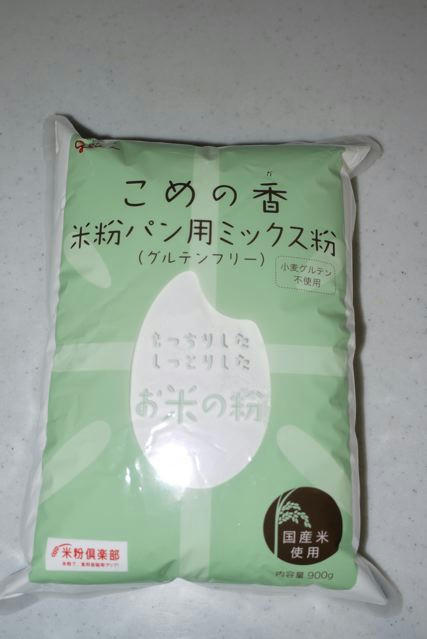 か
こめの香
米粉パン用ミックス粉
(グルテンフリー)
小麦グルテン
不使用
もっちりした
しっとりした
お米の粉
米粉倶楽部
国産米
使用
内容量 900g